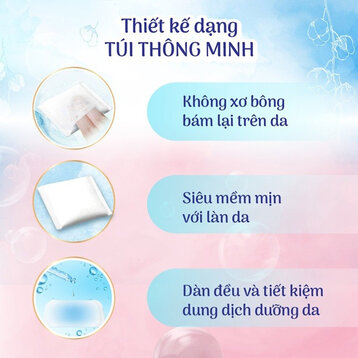 Thiết kế dạng
TÚI THÔNG MINH
Không xơ bông
bám lại trên da
Siêu mềm mịn
với làn da
Dàn đều và tiết kiệm
dung dịch dưỡng da